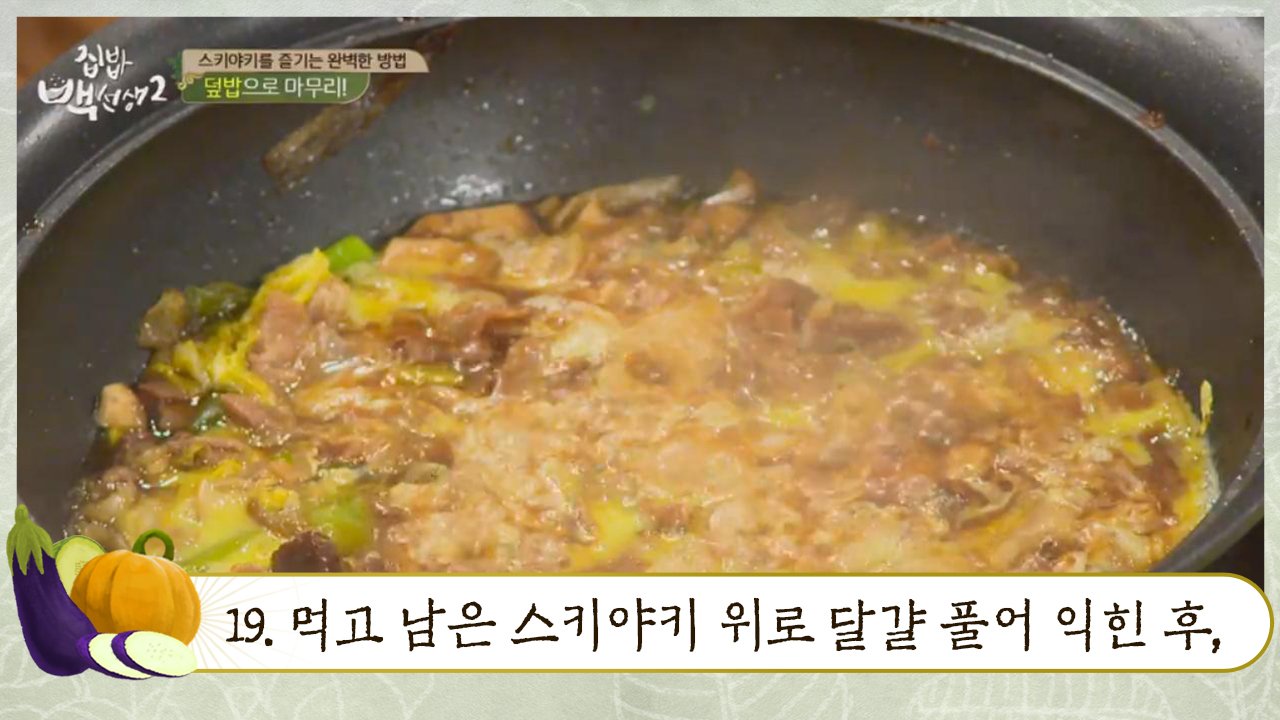 집밥
백선생2
스키야키를 즐기는 완벽한 방법
덮밥으로 마무리!
19. 먹고 남은 스키야키 위로 달걀 풀어 익힌 후,